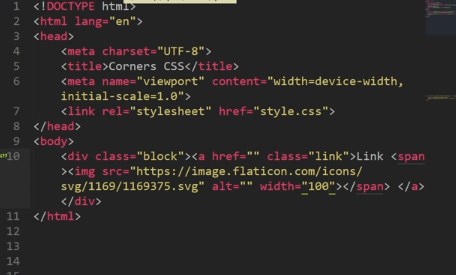 1 <!DOCTYPE html>
2 <html lang="en">
3 <head>
4 <meta charset="UTF-8">
5 <title>Corners CSS</title>
6 <meta name="viewport" content="width=device-width,
initial-scale=1.0">
7 <link rel="stylesheet" href="style.css">
8 </head>
9 <body>
10 <div class="block"><a href="" class="link">Link <span
><img src="https://image.flaticon.com/icons/
svg/1169/1169375.svg" alt="" width="100"></span> </a>
</div>
11 </html>
12
13
14